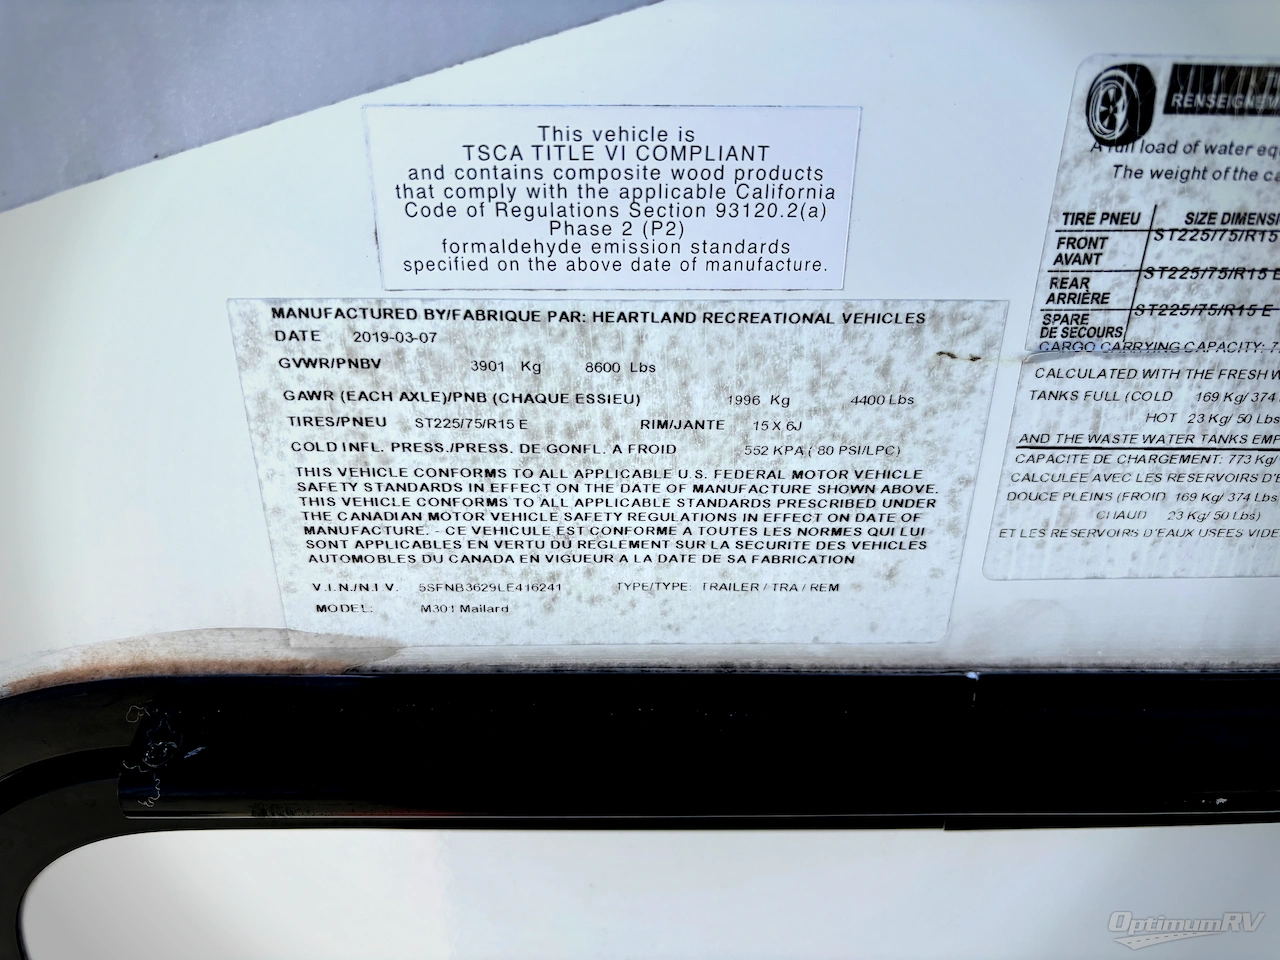 This vehicle is
TSCA TITLE VI COMPLIANT
and contains composite wood products
that comply with the applicable California
Code of Regulations Section 93120.2(a)
Phase 2 (P2)
formaldehyde emission standards
specified on the above date of manufacture.
MANUFACTURED BY/FABRIQUE PAR: HEARTLAND RECREATIONAL VEHICLES
DATE 2019-03-07
GVWR/PNBV 3901 Kg 8600 Lbs
GAWR (EACH AXLE)/PNB (CHAQUE ESSIEU) 1996 Kg 4400 Lbs
TIRES/PNEU ST225/75/R15 E RIM/JANTE 15 X 6J
COLD INFL. PRESS./PRESS. DE GONFL. A FROID 552 KPA ( 80 PSI/LPC)
THIS VEHICLE CONFORMS TO ALL APPLICABLE U.S. FEDERAL MOTOR VEHICLE
SAFETY STANDARDS IN EFFECT ON THE DATE OF MANUFACTURE SHOWN ABOVE.
THIS VEHICLE CONFORMS TO ALL APPLICABLE STANDARDS PRESCRIBED UNDER
THE CANADIAN MOTOR VEHICLE SAFETY REGULATIONS IN EFFECT ON DATE OF
MANUFACTURE. - CE VEHICULE EST CONFORME A TOUTES LES NORMES QUI LUI
SONT APPLICABLES EN VERTU DU REGLEMENT SUR LA SECURITE DES VEHICLES
AUTOMOBLES DU CANADA EN VIGUEUR A LA DATE DE SA FABRICATION
V.I.N./N.I.V. 5SFNB3629LE416241 TYPE/TYPE: TRAILER / TRA / REM
MODEL: M301 Mailard
RENSEIGNEM
A full load of water equ
The weight of the ca
TIRE PNEU SIZE DIMENSI
FRONT ST225/75/R15
AVANT
REAR ST225/75/R15 E
ARRIÈRE
SPARE ST225/75/R15 E
DE SECOURS
CARGO CARRYING CAPACITY: 7
CALCULATED WITH THE FRESH W
TANKS FULL (COLD 169 Kg/ 374
HOT 23 Kg/ 50 Lbs
AND THE WASTE WATER TANKS EMP
CAPACITE DE CHARGEMENT: 773 Kg/
CALCULEE AVEC LES RESERVOIRS D'E
DOUCE PLEINS (FROID 169 Kg/ 374 Lbs
CHAUD 23 Kg/ 50 Lbs)
ET LES RESERVOIRS D'EAUX USEES VIDE
OptimumRV